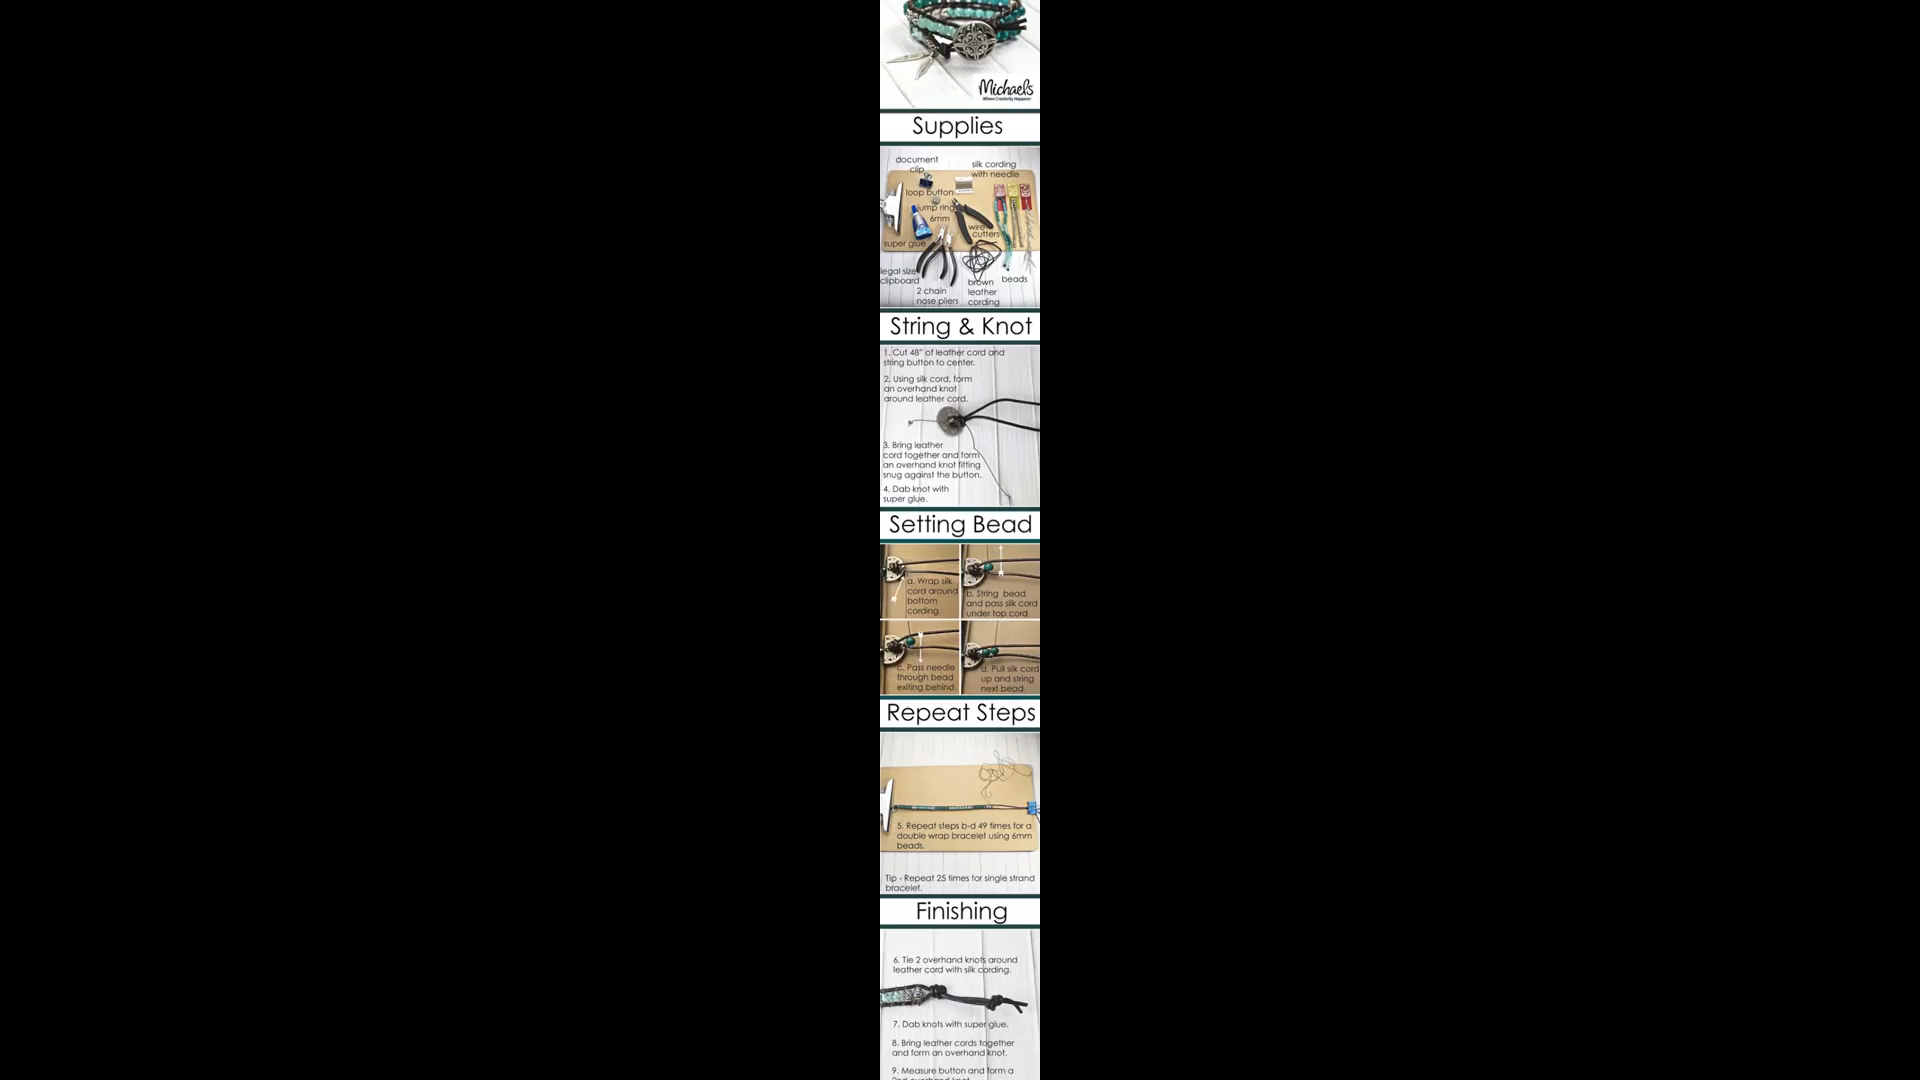 Michaels
Where Creativity Happens
Supplies
document
clip
silk cording
with needle
loop button
jump ring
6mm
wire
cutters
super glue
legal size
clipboard
2 chain
nose pliers
brown
leather
cording
beads
String & Knot
1. Cut 48" of leather cord and
string button to center.
2. Using silk cord, form
an overhand knot
around leather cord.
3. Bring leather
cord together and form
an overhand knot fitting
snug against the button.
4. Dab knot with
super glue.
Setting Bead
a. Wrap silk
cord around
bottom
cording.
b. String bead
and pass silk cord
under top cord
c. Pass needle
through bead
exiting behind.
d. Pull silk cord
up and string
next bead.
Repeat Steps
5. Repeat steps b-d 49 times for a
double wrap bracelet using 6mm
beads.
Tip - Repeat 25 times for single strand
bracelet.
Finishing
6. Tie 2 overhand knots around
leather cord with silk cording.
7. Dab knots with super glue.
8. Bring leather cords together
and form an overhand knot.
9. Measure button and form a
2nd overhand knot